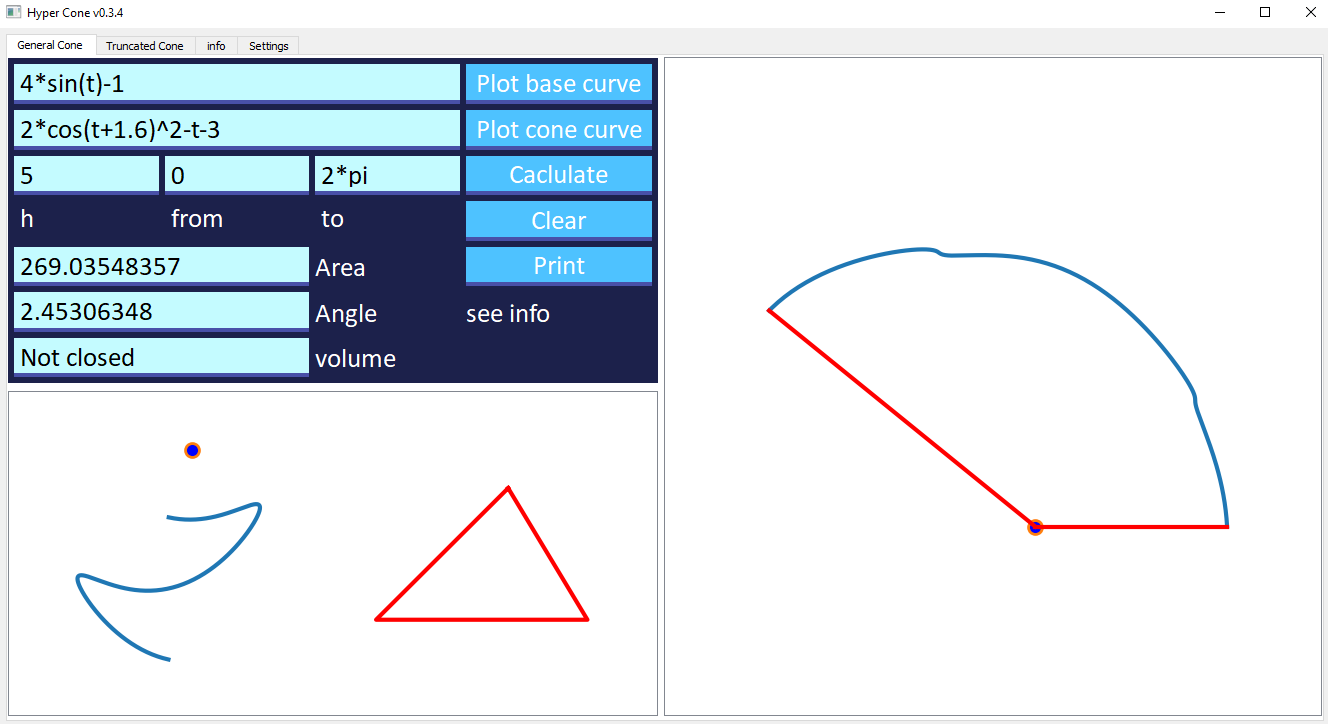 Hyper Cone v0.3.4
General Cone Truncated Cone info Settings
4*sin(t)-1 Plot base curve
2*cos(t+1.6)^2-t-3 Plot cone curve
5 0 2*pi Caclulate
h from to Clear
269.03548357 Area Print
2.45306348 Angle see info
Not closed volume